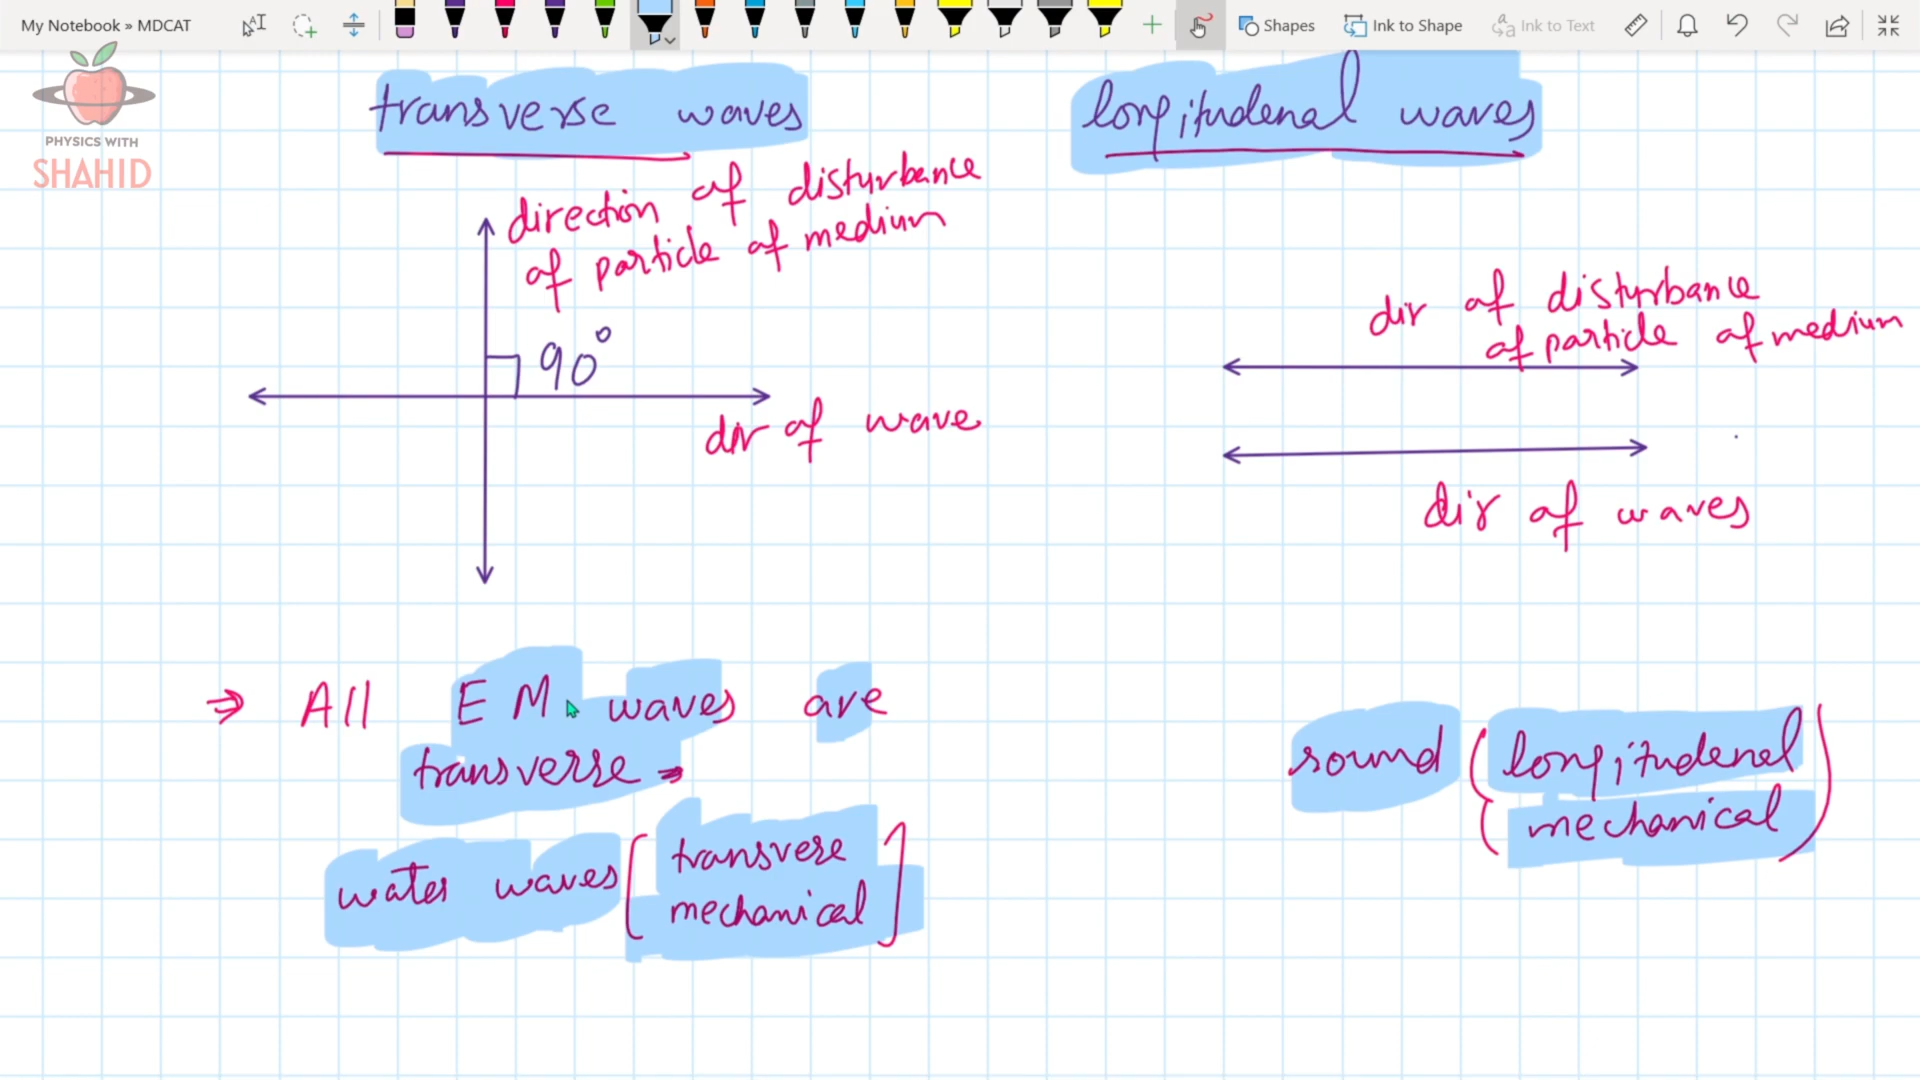 My Notebook » MDCAT
Shapes
Ink to Shape
Ink to Text
PHYSICS WITH
SHAHID
transverse waves
direction of disturbance
of particle of medium
90°
dir of wave
⇒ All EM waves are
transverse
water waves [transvere
mechanical]
longitudenal waves
dir of disturbance
of particle of medium
dir of waves
sound (longitudenal
mechanical)